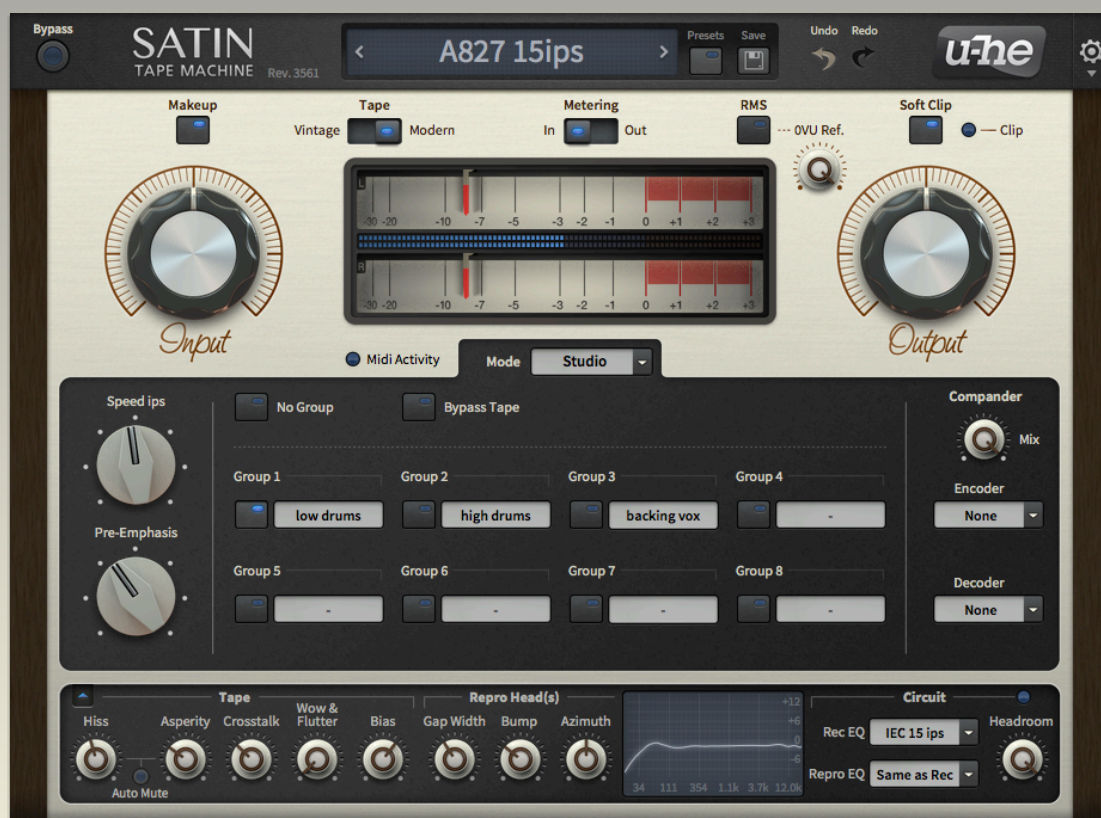 Bypass
SATIN
TAPE MACHINE Rev. 3561
A827 15ips
Presets Save
Undo Redo
u-he
Makeup
Tape
Vintage Modern
Metering
In Out
RMS
0VU Ref.
Soft Clip
Clip
L
-30 -20 -10 -7 -5 -3 -2 -1 0 +1 +2 +3
R
-30 -20 -10 -7 -5 -3 -2 -1 0 +1 +2 +3
Input
Output
Midi Activity
Mode Studio
Speed ips
No Group Bypass Tape
Compander
Mix
Group 1 Group 2 Group 3 Group 4
low drums high drums backing vox -
Encoder
None
Pre-Emphasis
Group 5 Group 6 Group 7 Group 8
- - - -
Decoder
None
Tape
Hiss Asperity Crosstalk Wow & Flutter Bias
Auto Mute
Repro Head(s)
Gap Width Bump Azimuth
+12
+6
0
-6
34 111 354 1.1k 3.7k 12.0k
Circuit
Rec EQ IEC 15 ips
Repro EQ Same as Rec
Headroom